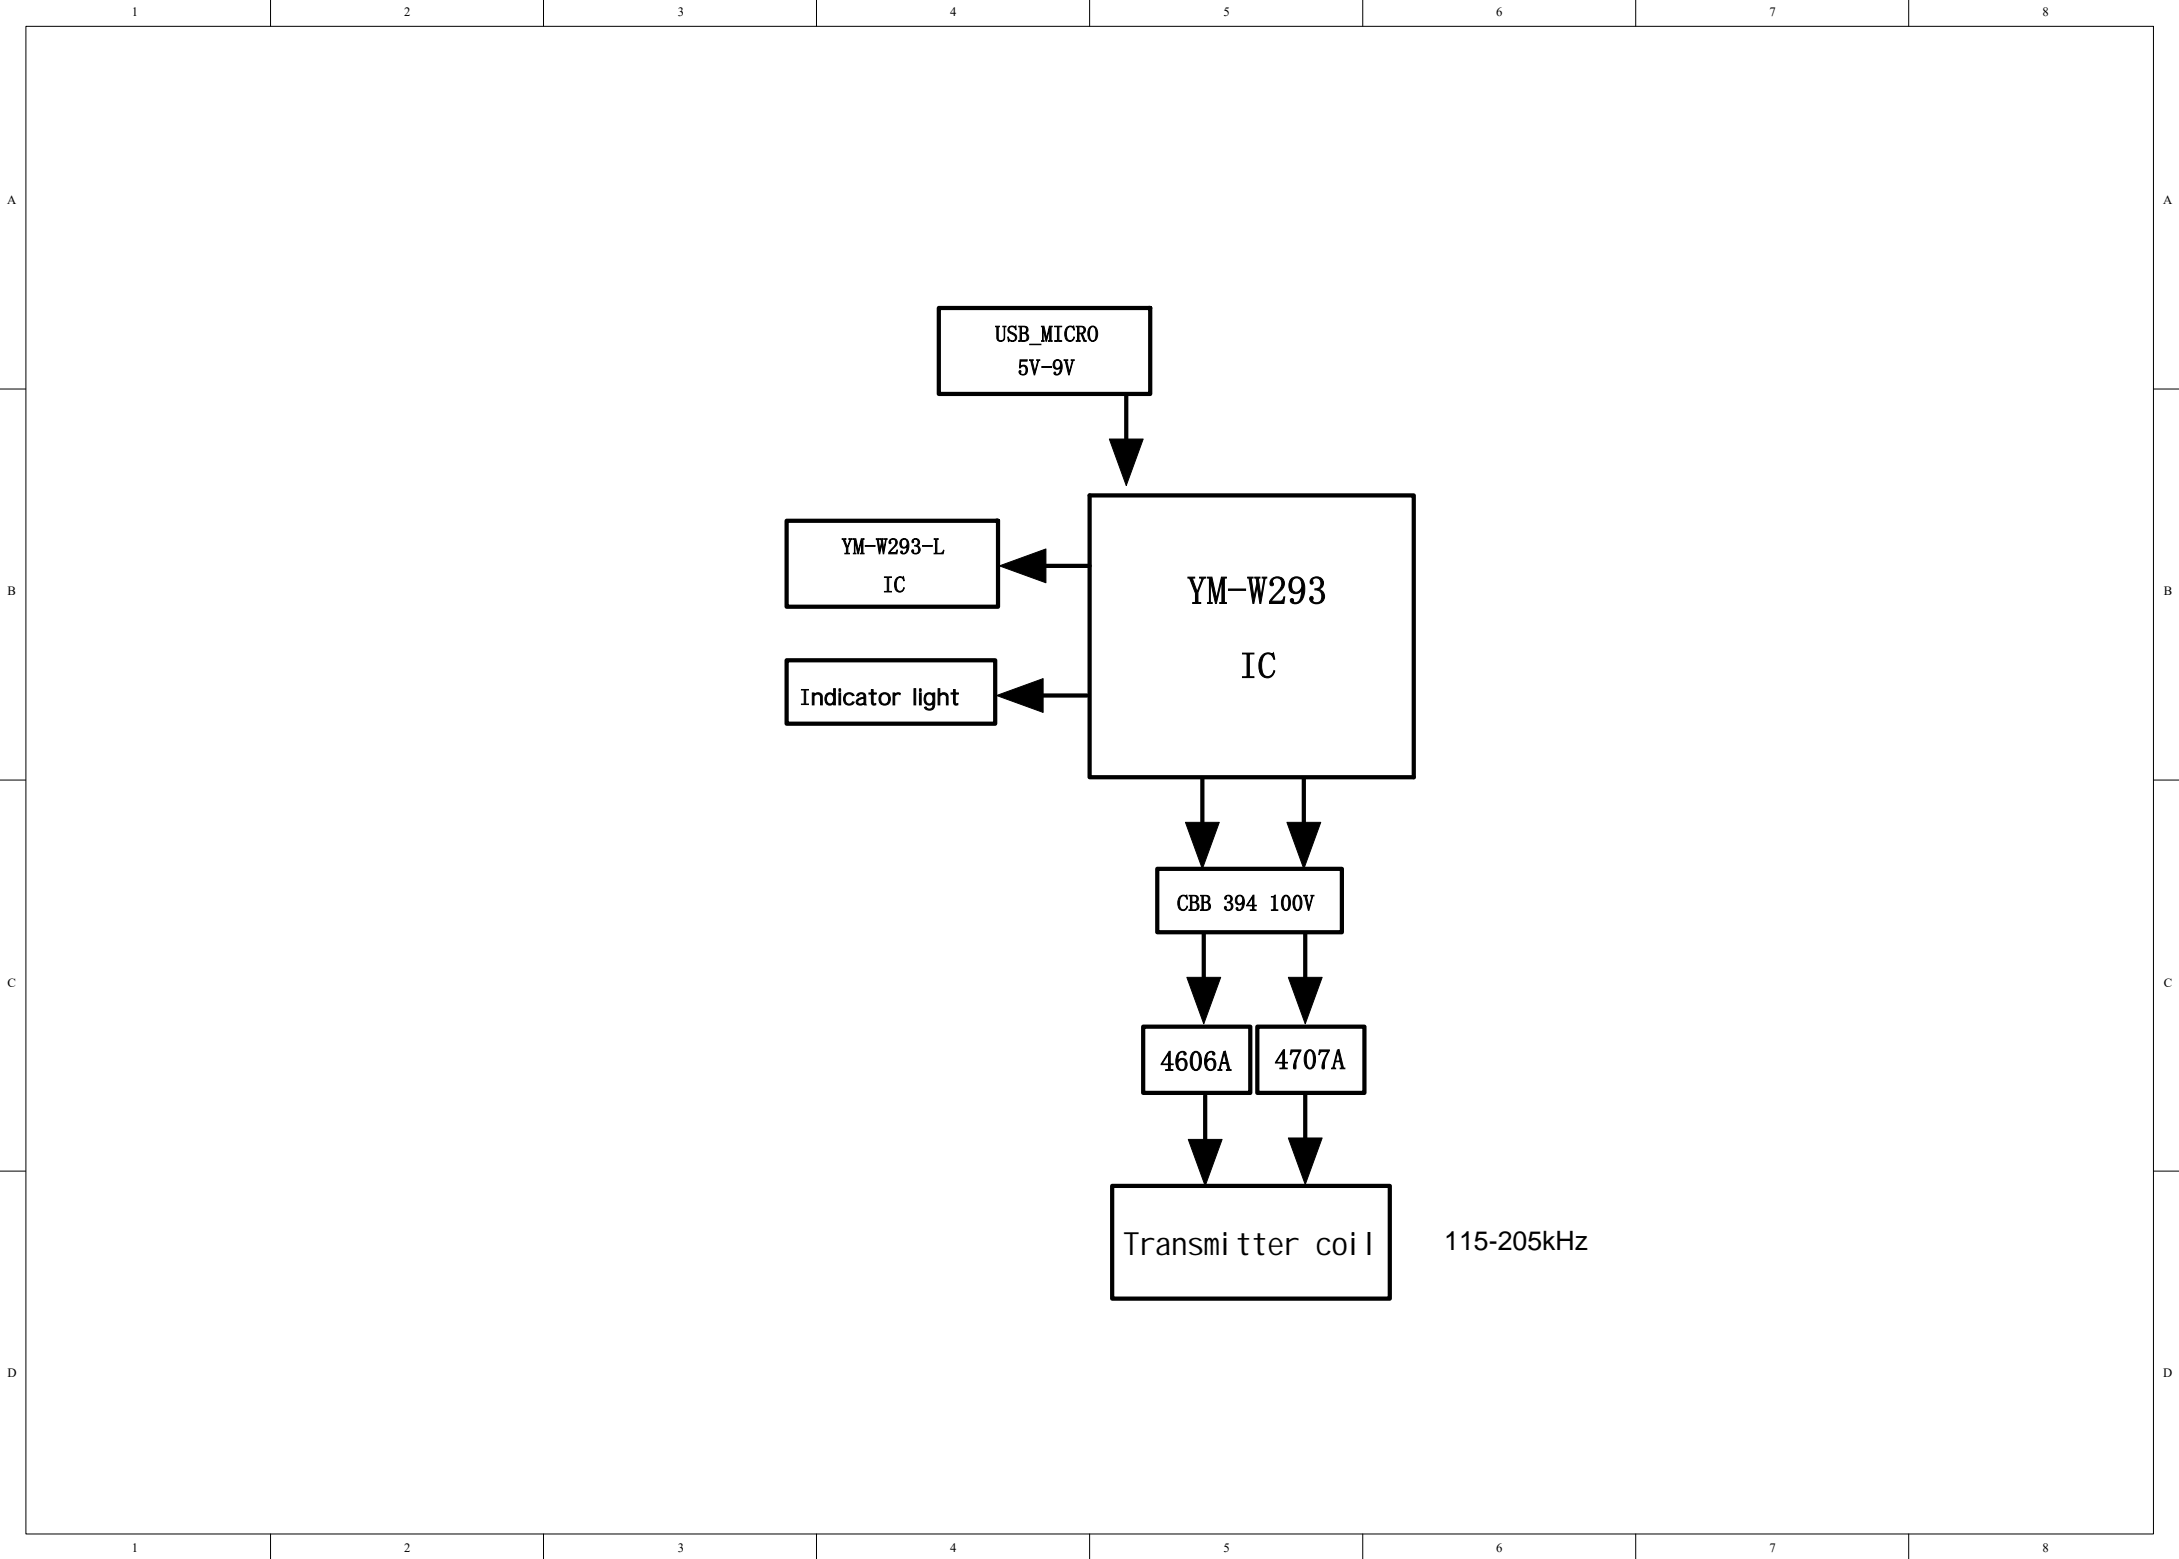 1 2 3 4 5 6 7 8
A A
USB_MICRO
5V-9V
YM-W293-L
IC
YM-W293
IC
B B
Indicator light
CBB 394 100V
C C
4606A 4707A
Transmitter coil 115-205kHz
D D
1 2 3 4 5 6 7 8